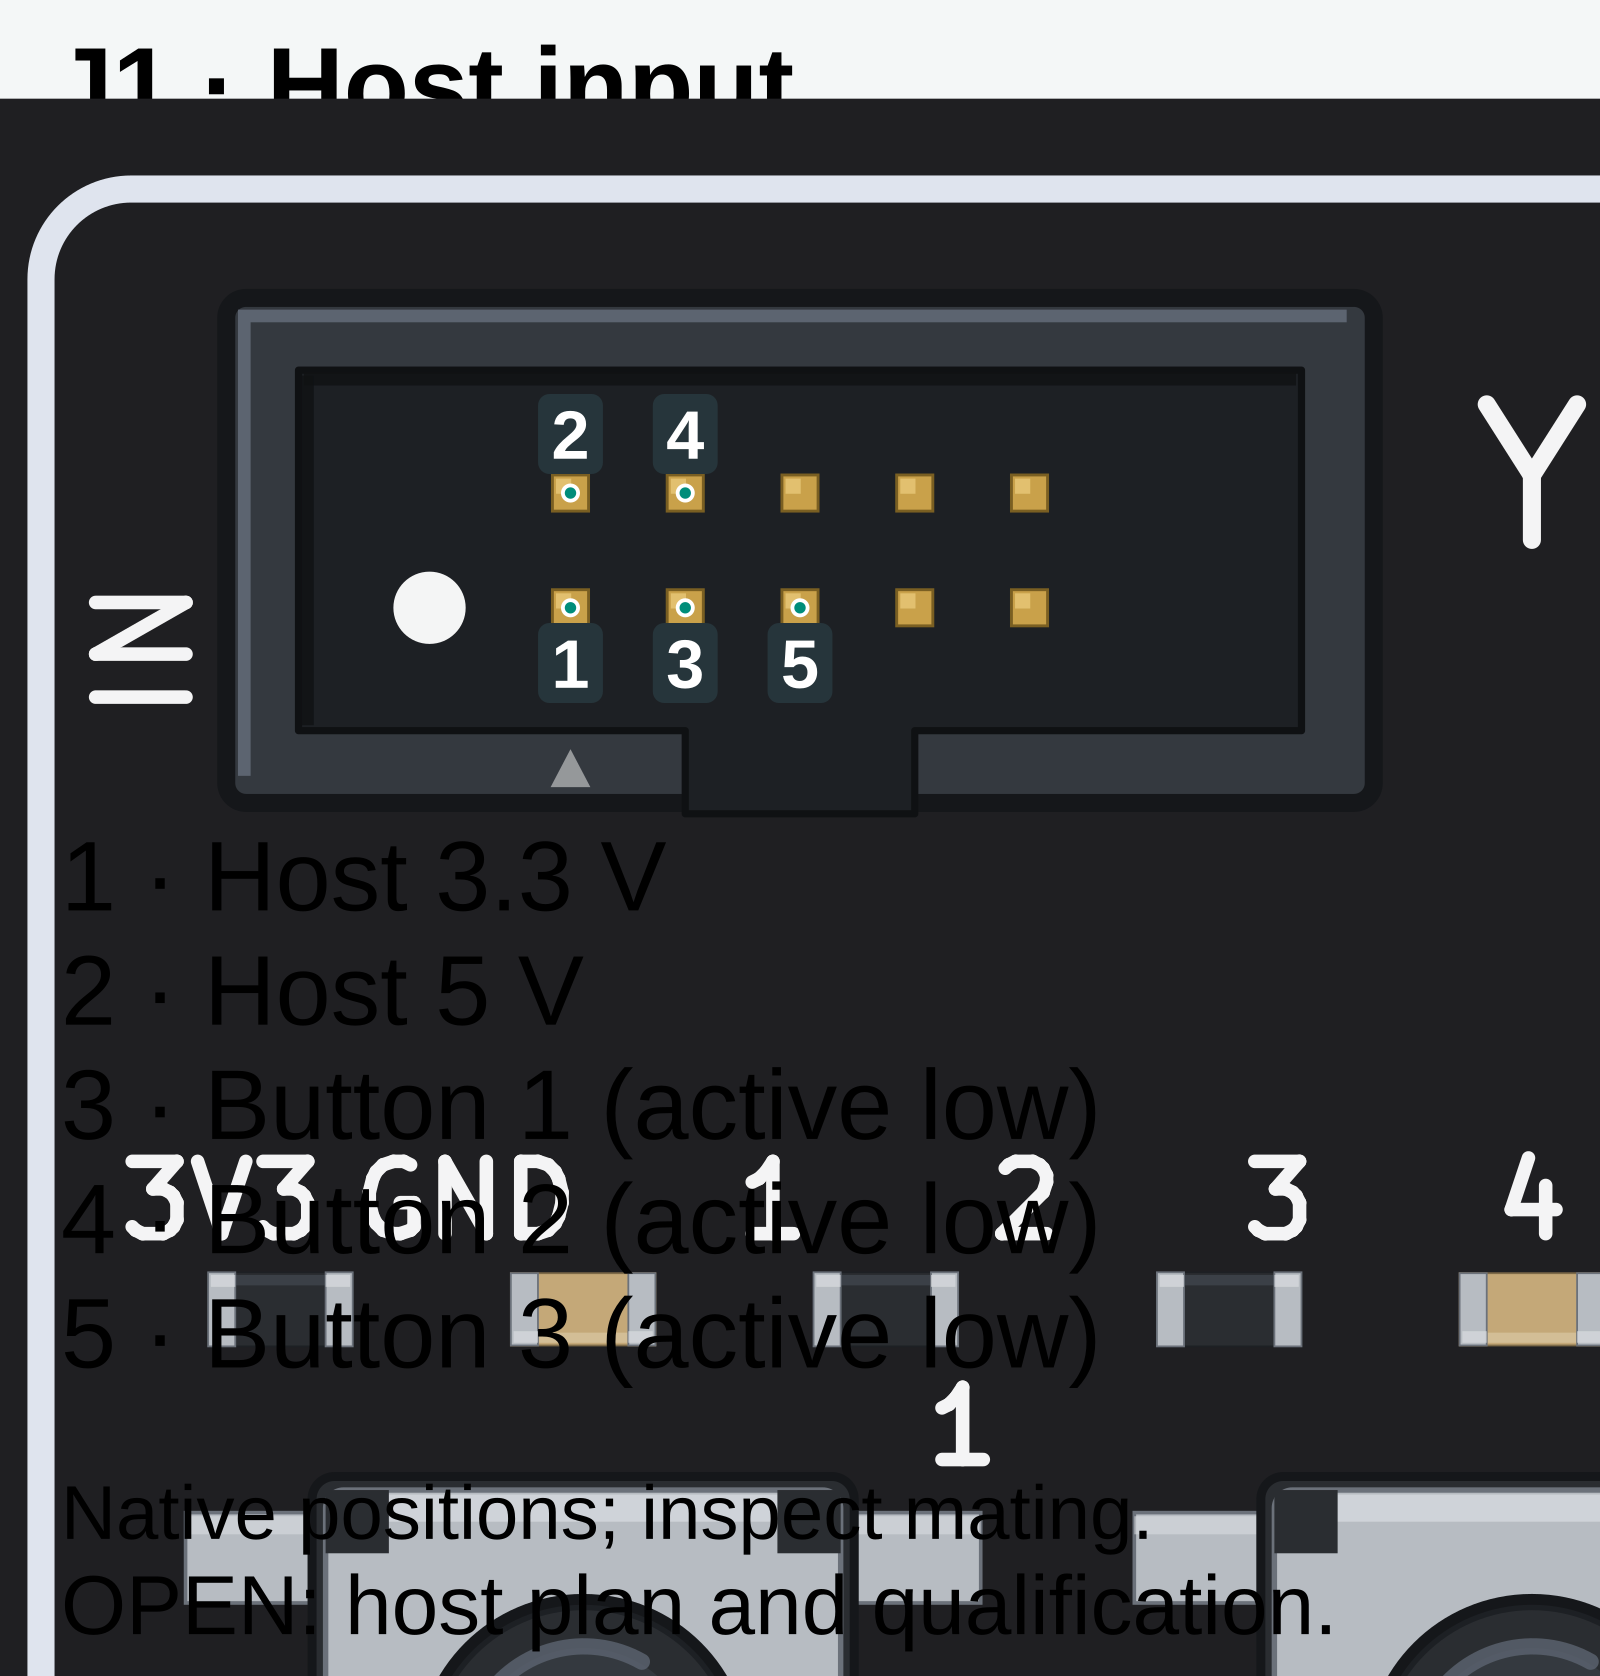 J1 · Host input
2 4
IN
Y
1 3 5
1 · Host 3.3 V
2 · Host 5 V
3 · Button 1 (active low)
3V3 GND 1 2 3 4
4 · Button 2 (active low)
5 · Button 3 (active low)
1
Native positions; inspect mating.
OPEN: host plan and qualification.